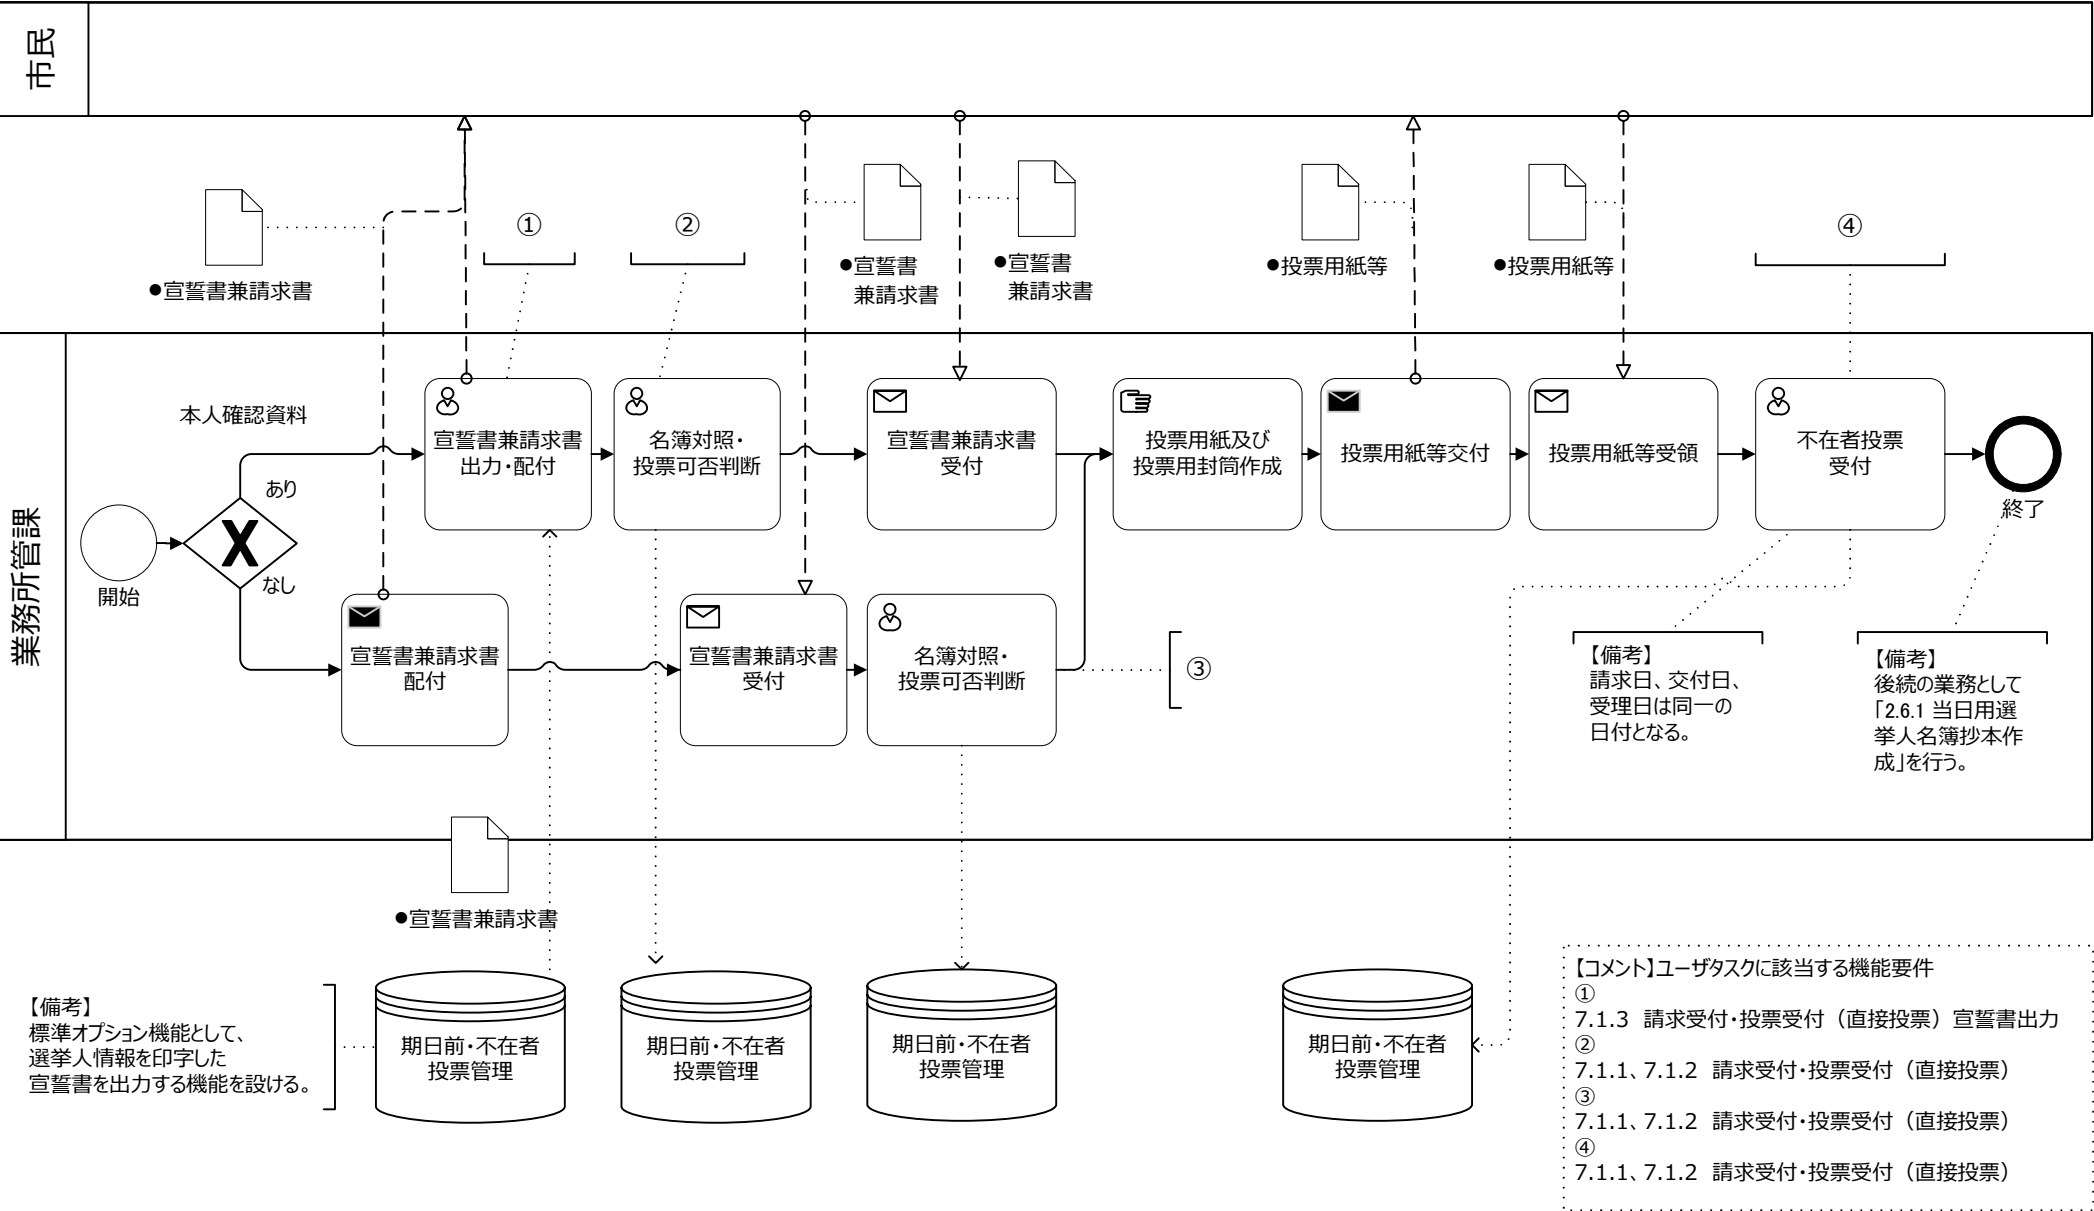 市民
①
②
④
●宣誓書兼請求書
●宣誓書
兼請求書
●宣誓書
兼請求書
●投票用紙等
●投票用紙等
業務所管課
本人確認資料
あり
X
なし
開始
宣誓書兼請求書
出力・配付
名簿対照・
投票可否判断
宣誓書兼請求書
受付
投票用紙及び
投票用封筒作成
投票用紙等交付
投票用紙等受領
不在者投票
受付
終了
宣誓書兼請求書
配付
宣誓書兼請求書
受付
名簿対照・
投票可否判断
③
【備考】
請求日、交付日、
受理日は同一の
日付となる。
【備考】
後続の業務として
「2.6.1 当日用選
挙人名簿抄本作
成」を行う。
●宣誓書兼請求書
【備考】
標準オプション機能として、
選挙人情報を印字した
宣誓書を出力する機能を設ける。
期日前・不在者
投票管理
期日前・不在者
投票管理
期日前・不在者
投票管理
期日前・不在者
投票管理
【コメント】ユーザタスクに該当する機能要件
①
7.1.3 請求受付・投票受付（直接投票）宣誓書出力
②
7.1.1、7.1.2 請求受付・投票受付（直接投票）
③
7.1.1、7.1.2 請求受付・投票受付（直接投票）
④
7.1.1、7.1.2 請求受付・投票受付（直接投票）